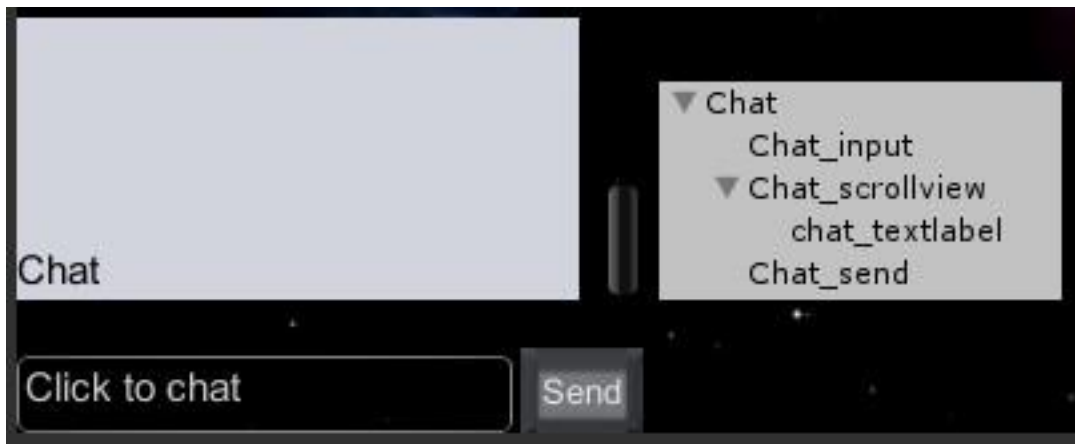 Chat
Click to chat
Send
Chat
Chat_input
Chat_scrollview
chat_textlabel
Chat_send